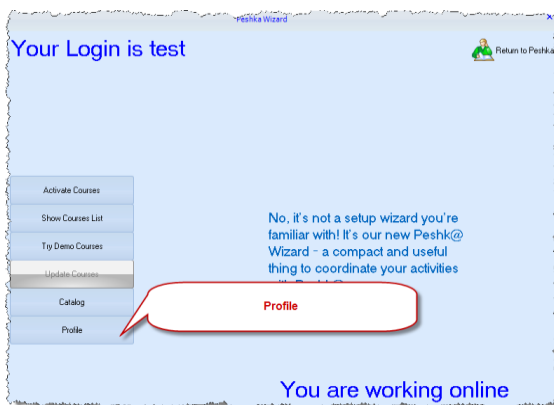 Peshka Wizard
Your Login is test
Return to Peshka
Activate Courses
Show Courses List
Try Demo Courses
Update Courses
Catalog
Profile
No, it's not a setup wizard you're
familiar with! It's our new Peshk@
Wizard - a compact and useful
thing to coordinate your activities
Profile
You are working online